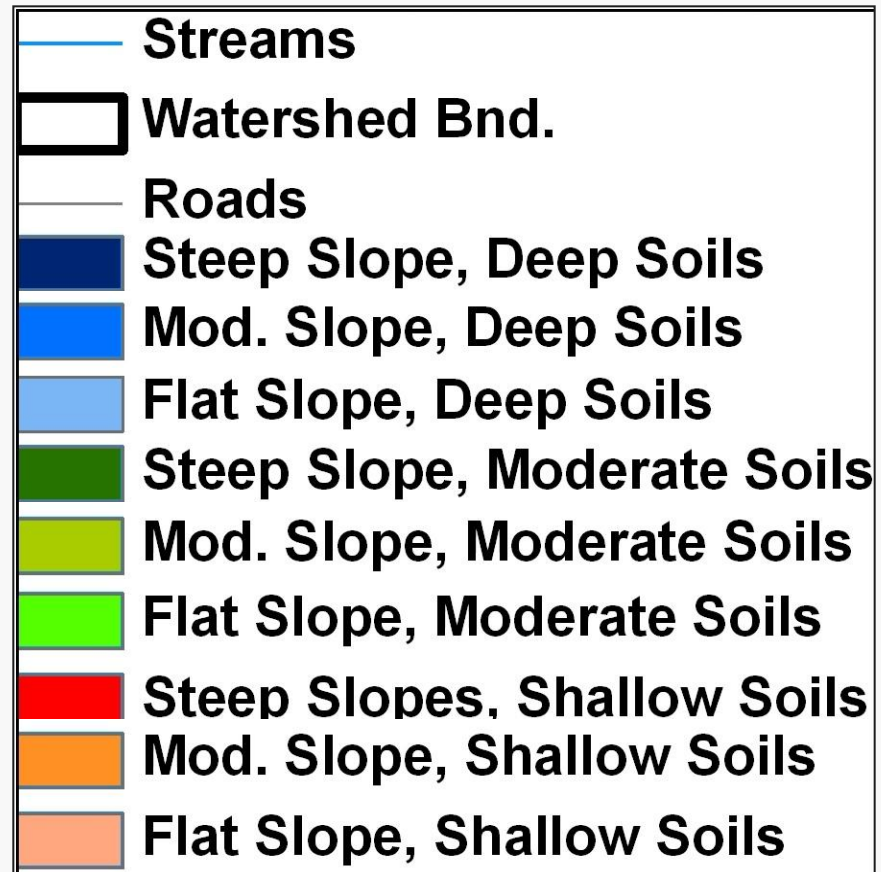 Streams
Watershed Bnd.
Roads
Steep Slope, Deep Soils
Mod. Slope, Deep Soils
Flat Slope, Deep Soils
Steep Slope, Moderate Soils
Mod. Slope, Moderate Soils
Flat Slope, Moderate Soils
Steep Slopes, Shallow Soils
Mod. Slope, Shallow Soils
Flat Slope, Shallow Soils